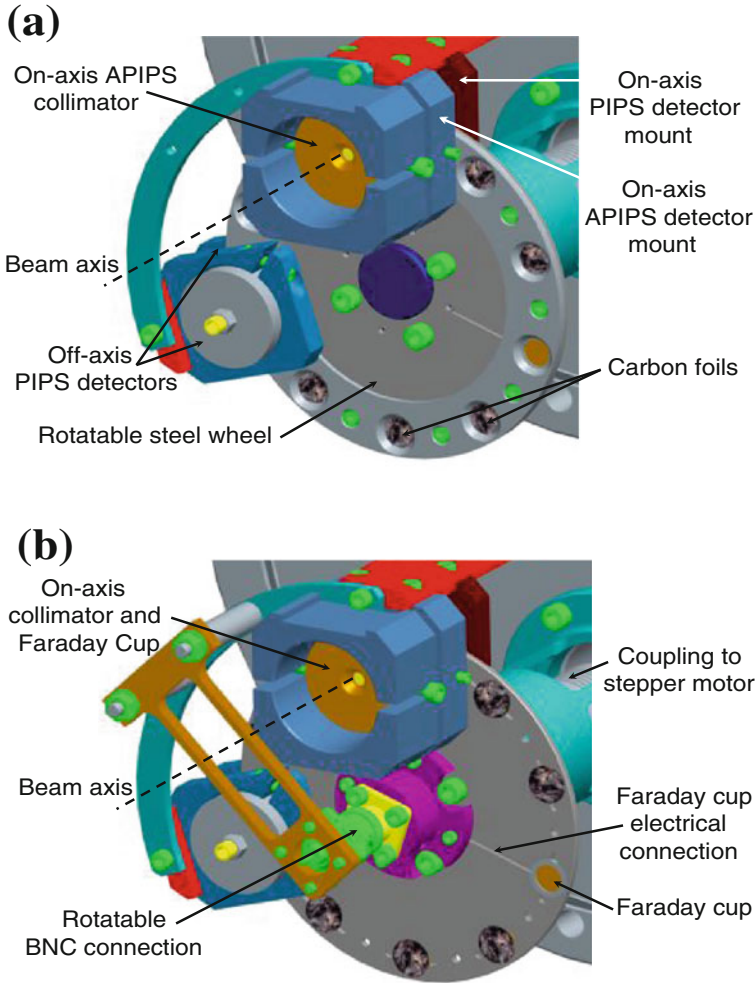 (a)
On-axis APIPS
collimator
On-axis
PIPS detector
mount
On-axis
APIPS detector
mount
Beam axis
Off-axis
PIPS detectors
Carbon foils
Rotatable steel wheel
(b)
On-axis
collimator and
Faraday Cup
Coupling to
stepper motor
Beam axis
Faraday cup
electrical
connection
Faraday cup
Rotatable
BNC connection